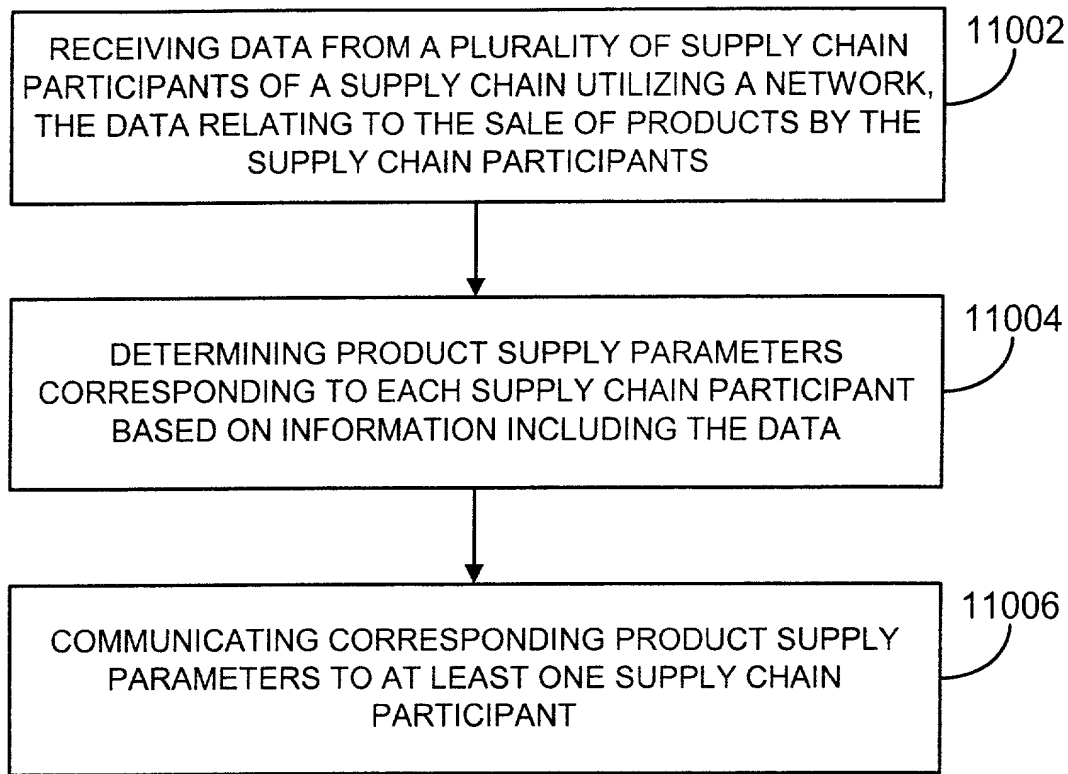 RECEIVING DATA FROM A PLURALITY OF SUPPLY CHAIN
PARTICIPANTS OF A SUPPLY CHAIN UTILIZING A NETWORK,
THE DATA RELATING TO THE SALE OF PRODUCTS BY THE
SUPPLY CHAIN PARTICIPANTS
11002
DETERMINING PRODUCT SUPPLY PARAMETERS
CORRESPONDING TO EACH SUPPLY CHAIN PARTICIPANT
BASED ON INFORMATION INCLUDING THE DATA
11004
COMMUNICATING CORRESPONDING PRODUCT SUPPLY
PARAMETERS TO AT LEAST ONE SUPPLY CHAIN
PARTICIPANT
11006